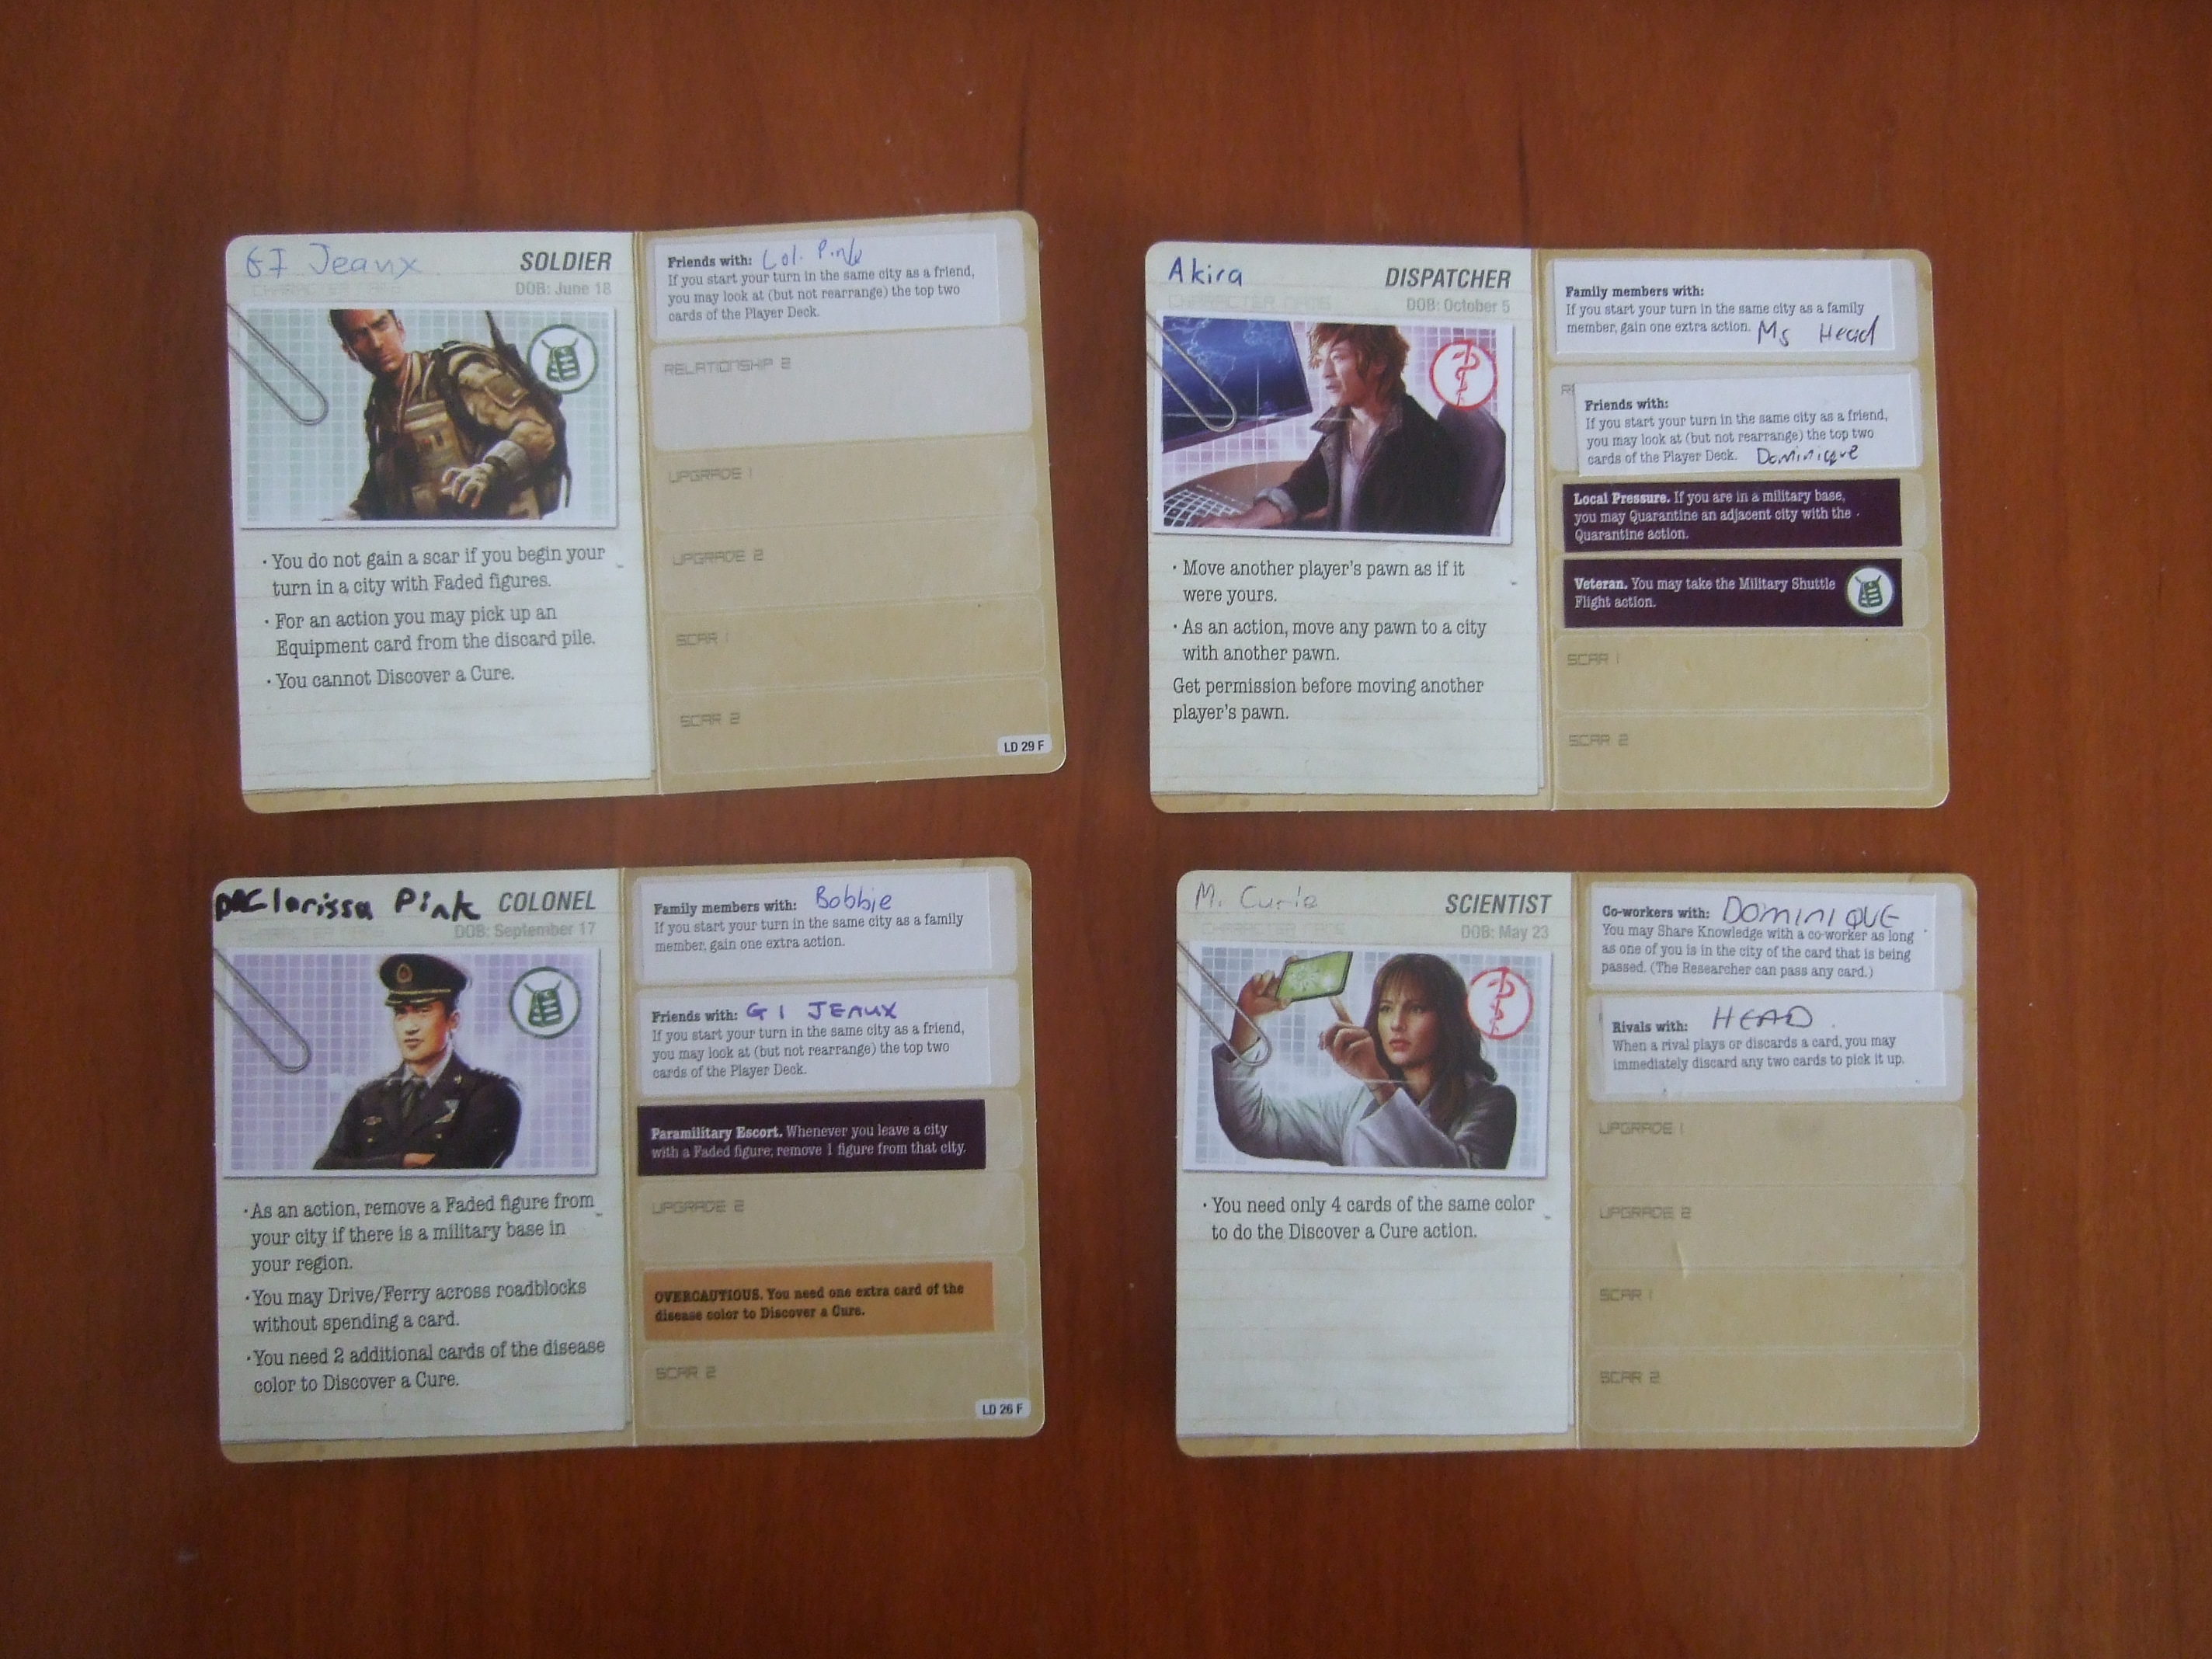 GI Jeaux SOLDIER
CHARACTER NAME DOB: June 18
· You do not gain a scar if you begin your
turn in a city with Faded figures.
· For an action you may pick up an
Equipment card from the discard pile.
· You cannot Discover a Cure.
Friends with: Col. Pink
If you start your turn in the same city as a friend,
you may look at (but not rearrange) the top two
cards of the Player Deck.
RELATIONSHIP 2
UPGRADE 1
UPGRADE 2
SCAR 1
SCAR 2
LD 29 F
Akira DISPATCHER
CHARACTER NAME DOB: October 5
· Move another player's pawn as if it
were yours.
· As an action, move any pawn to a city
with another pawn.
Get permission before moving another
player's pawn.
Family members with:
If you start your turn in the same city as a family
member, gain one extra action. Ms Head
Friends with:
If you start your turn in the same city as a friend,
you may look at (but not rearrange) the top two
cards of the Player Deck. Dominique
Local Pressure. If you are in a military base,
you may Quarantine an adjacent city with the
Quarantine action.
Veteran. You may take the Military Shuttle
Flight action.
SCAR 1
SCAR 2
Clarissa Pink COLONEL
CHARACTER NAME DOB: September 17
· As an action, remove a Faded figure from
your city if there is a military base in
your region.
· You may Drive/Ferry across roadblocks
without spending a card.
· You need 2 additional cards of the disease
color to Discover a Cure.
Family members with: Bobbie
If you start your turn in the same city as a family
member, gain one extra action.
Friends with: GI JEAUX
If you start your turn in the same city as a friend,
you may look at (but not rearrange) the top two
cards of the Player Deck.
Paramilitary Escort. Whenever you leave a city
with a Faded figure, remove 1 figure from that city.
UPGRADE 2
OVERCAUTIOUS. You need one extra card of the
disease color to Discover a Cure.
SCAR 2
LD 26 F
M. Curie SCIENTIST
CHARACTER NAME DOB: May 23
· You need only 4 cards of the same color
to do the Discover a Cure action.
Co-workers with: DOMINIQUE
You may Share Knowledge with a co-worker as long
as one of you is in the city of the card that is being
passed. (The Researcher can pass any card.)
Rivals with: HEAD
When a rival plays or discards a card, you may
immediately discard any two cards to pick it up.
UPGRADE 1
UPGRADE 2
SCAR 1
SCAR 2